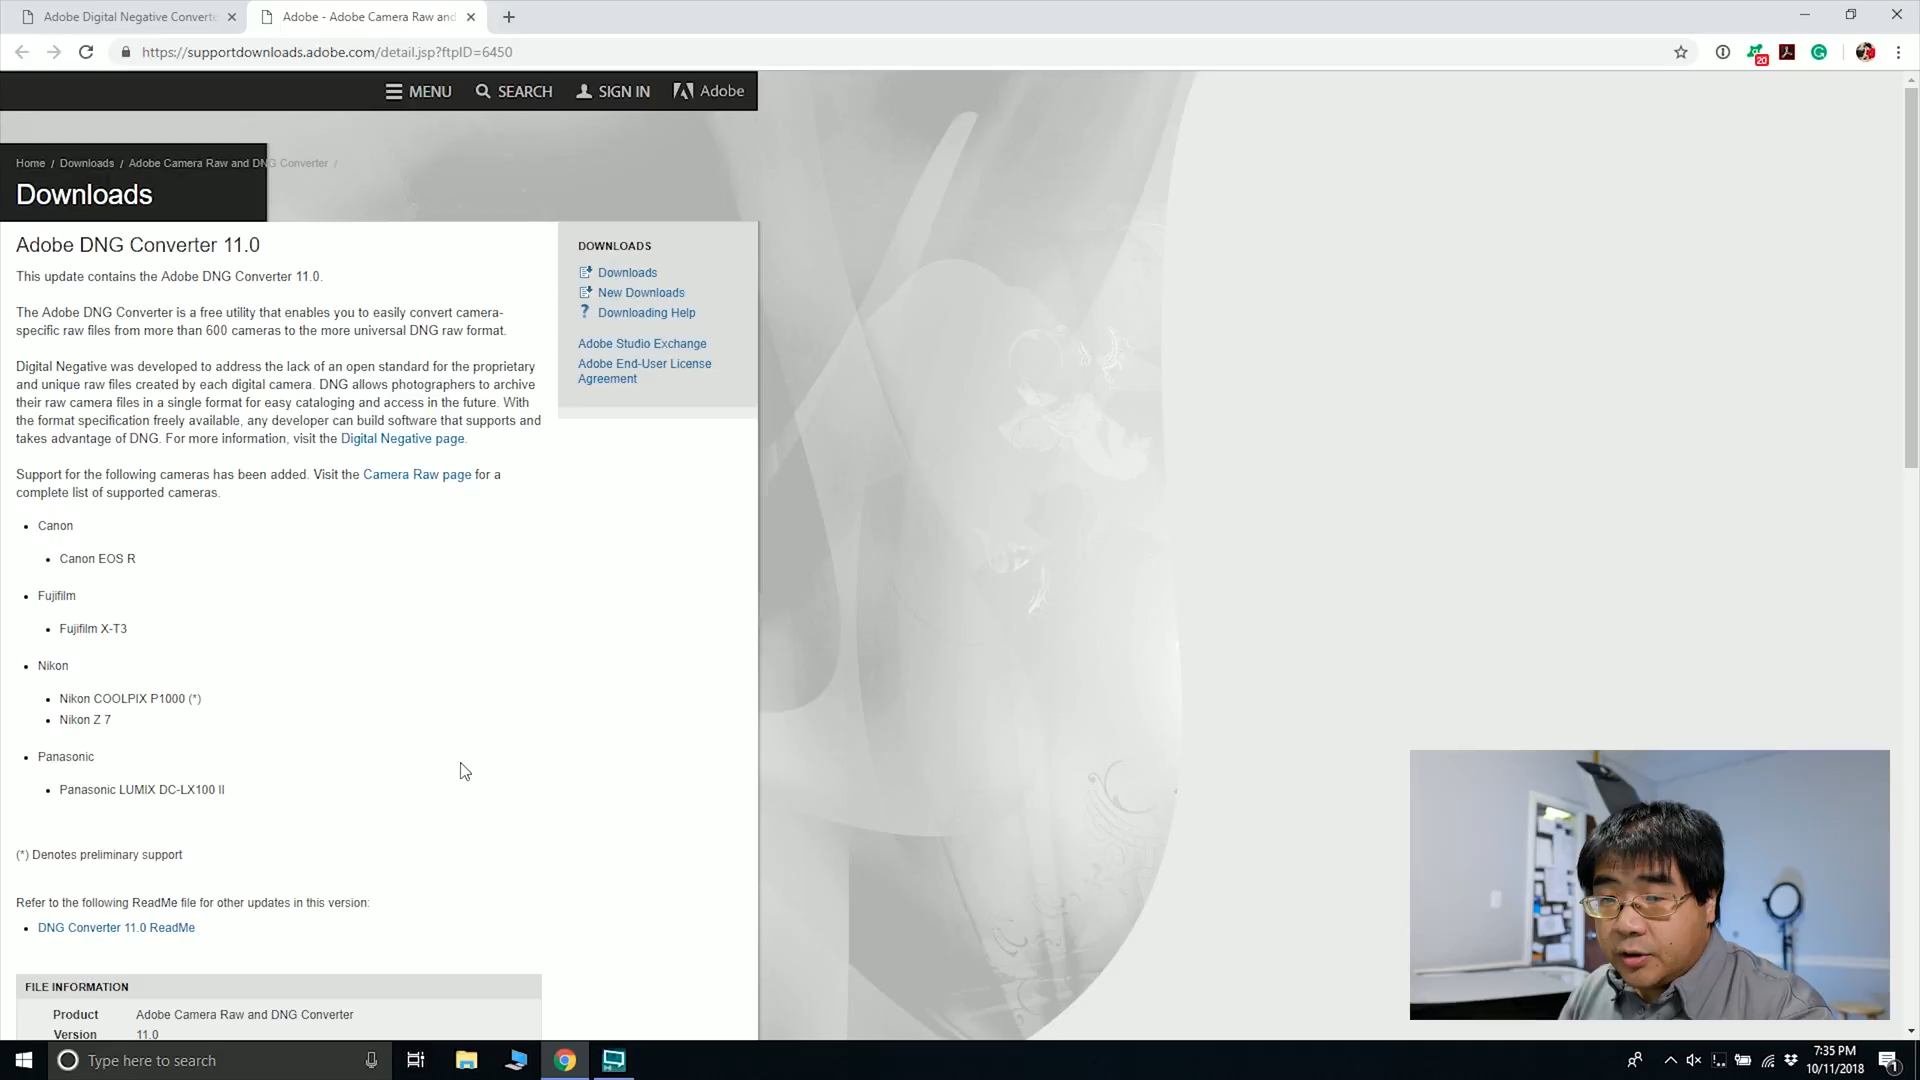 Adobe Digital Negative Converte
Adobe - Adobe Camera Raw and
https://supportdownloads.adobe.com/detail.jsp?ftpID=6450
20
MENU SEARCH SIGN IN Adobe
Home / Downloads / Adobe Camera Raw and DNG Converter /
Downloads
Adobe DNG Converter 11.0
This update contains the Adobe DNG Converter 11.0.
The Adobe DNG Converter is a free utility that enables you to easily convert camera-
specific raw files from more than 600 cameras to the more universal DNG raw format.
Digital Negative was developed to address the lack of an open standard for the proprietary
and unique raw files created by each digital camera. DNG allows photographers to archive
their raw camera files in a single format for easy cataloging and access in the future. With
the format specification freely available, any developer can build software that supports and
takes advantage of DNG. For more information, visit the Digital Negative page.
Support for the following cameras has been added. Visit the Camera Raw page for a
complete list of supported cameras.
• Canon
• Canon EOS R
• Fujifilm
• Fujifilm X-T3
• Nikon
• Nikon COOLPIX P1000 (*)
• Nikon Z 7
• Panasonic
• Panasonic LUMIX DC-LX100 II
(*) Denotes preliminary support
Refer to the following ReadMe file for other updates in this version:
• DNG Converter 11.0 ReadMe
FILE INFORMATION
Product Adobe Camera Raw and DNG Converter
Version 11.0
DOWNLOADS
Downloads
New Downloads
? Downloading Help
Adobe Studio Exchange
Adobe End-User License
Agreement
Type here to search
7:35 PM
10/11/2018
1